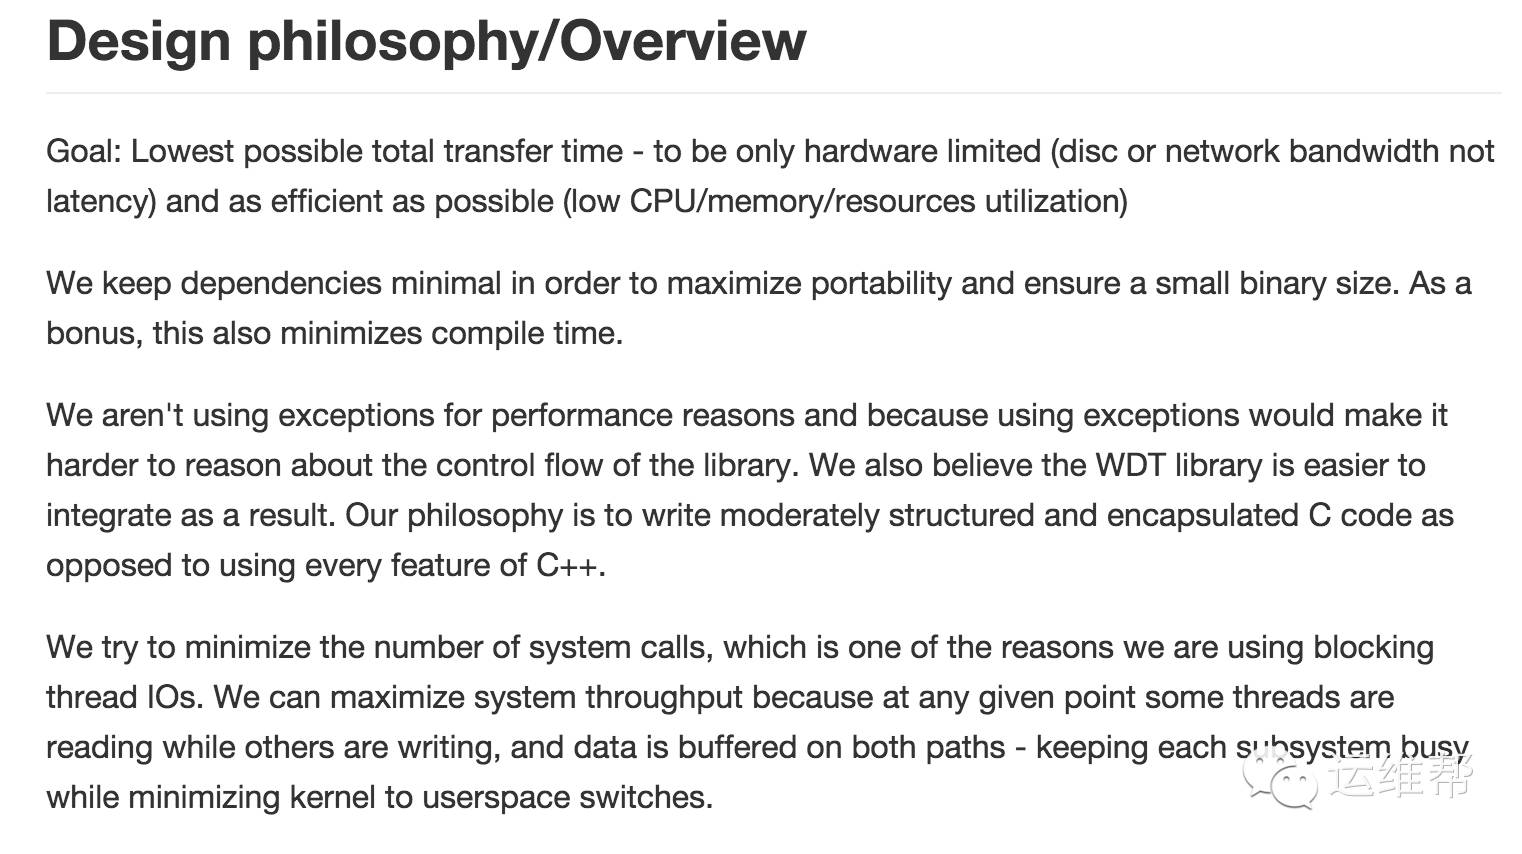 Design philosophy/Overview
Goal: Lowest possible total transfer time - to be only hardware limited (disc or network bandwidth not
latency) and as efficient as possible (low CPU/memory/resources utilization)
We keep dependencies minimal in order to maximize portability and ensure a small binary size. As a
bonus, this also minimizes compile time.
We aren't using exceptions for performance reasons and because using exceptions would make it
harder to reason about the control flow of the library. We also believe the WDT library is easier to
integrate as a result. Our philosophy is to write moderately structured and encapsulated C code as
opposed to using every feature of C++.
We try to minimize the number of system calls, which is one of the reasons we are using blocking
thread IOs. We can maximize system throughput because at any given point some threads are
reading while others are writing, and data is buffered on both paths - keeping each subsystem busy
while minimizing kernel to userspace switches.
运维帮